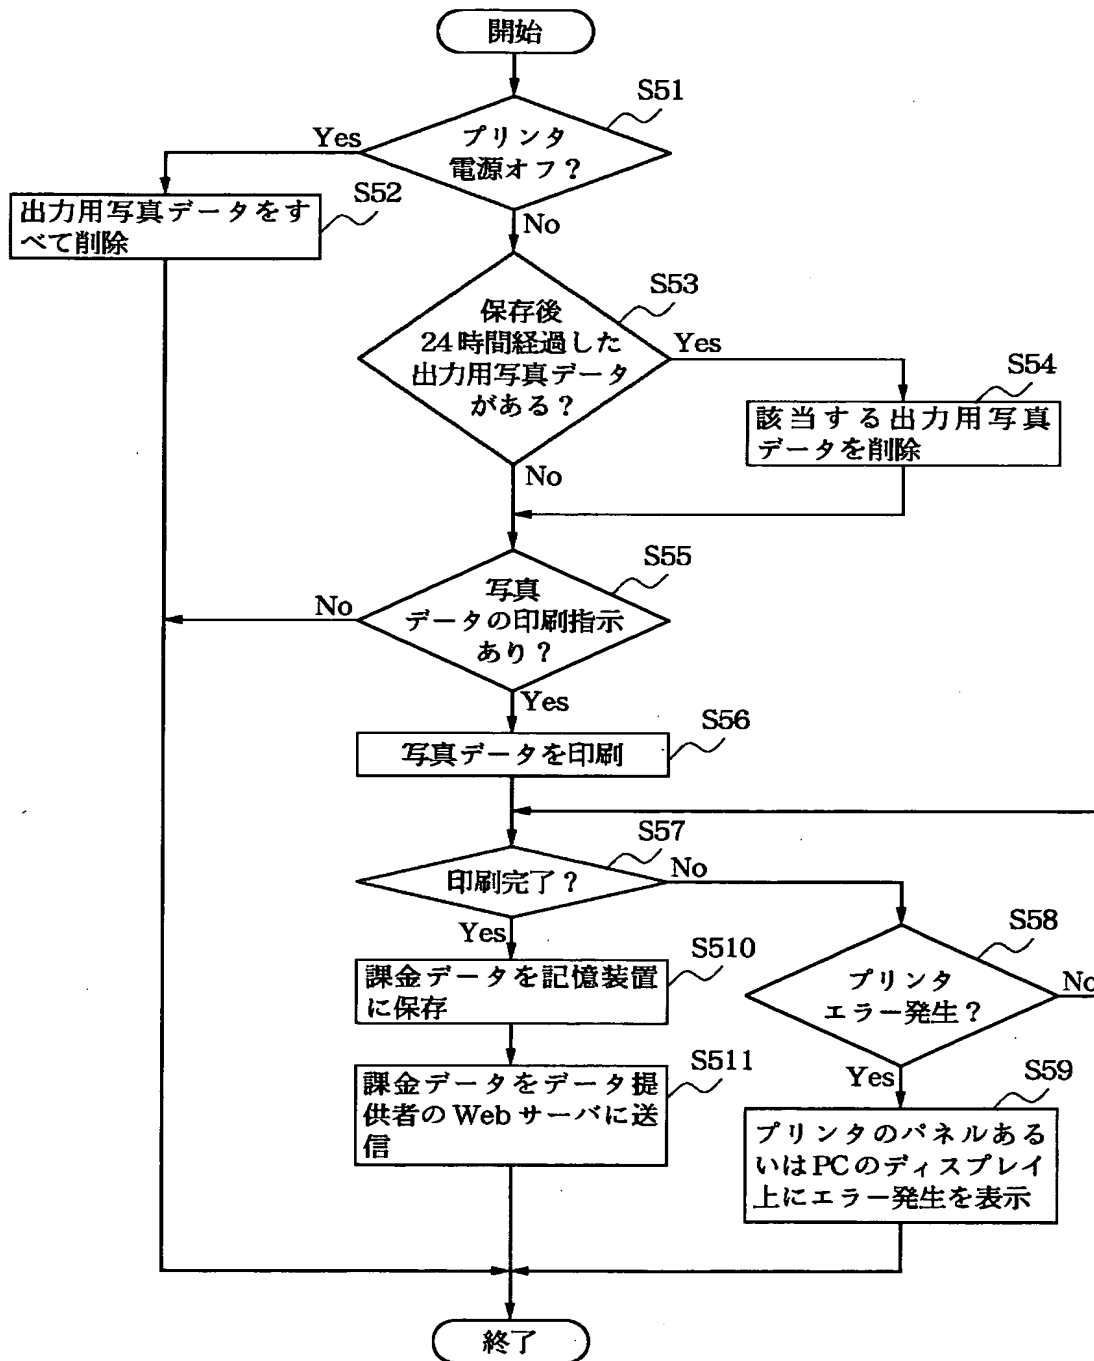 開始
S51
プリンタ
電源オフ？
Yes
No
S52
出力用写真データをす
べて削除
S53
保存後
24時間経過した
出力用写真データ
がある？
Yes
No
S54
該当する出力用写真
データを削除
S55
写真
データの印刷指示
あり？
No
Yes
S56
写真データを印刷
S57
印刷完了？
No
Yes
S58
プリンタ
エラー発生？
No
Yes
S510
課金データを記憶装置
に保存
S511
課金データをデータ提
供者のWebサーバに送
信
S59
プリンタのパネルあるい
いはPCのディスプレイ
上にエラー発生を表示
終了